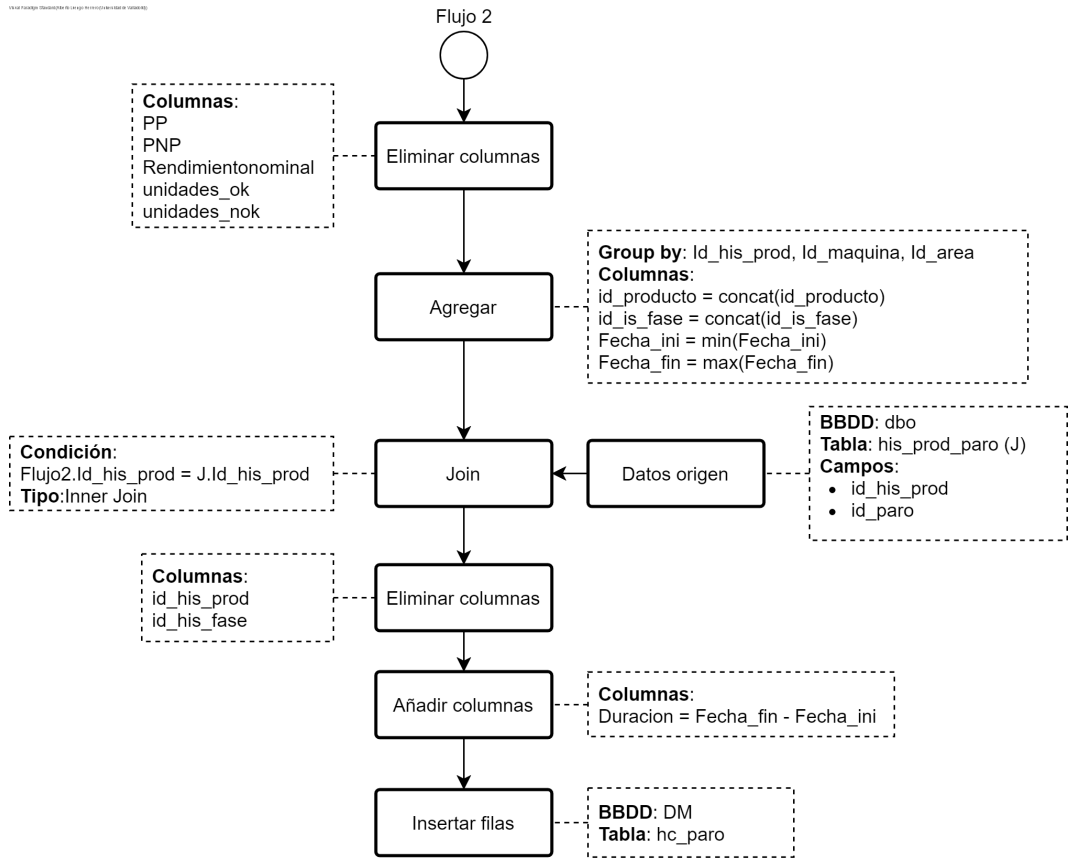 Flujo 2
Columnas:
PP
PNP
Rendimientonominal
unidades_ok
unidades_nok
Eliminar columnas
Agregar
Group by: Id_his_prod, Id_maquina, Id_area
Columnas:
id_producto = concat(id_producto)
id_is_fase = concat(id_is_fase)
Fecha_ini = min(Fecha_ini)
Fecha_fin = max(Fecha_fin)
Condición:
Flujo2.Id_his_prod = J.Id_his_prod
Tipo:Inner Join
Join
Datos origen
BBDD: dbo
Tabla: his_prod_paro (J)
Campos:
• id_his_prod
• id_paro
Columnas:
id_his_prod
id_his_fase
Eliminar columnas
Añadir columnas
Columnas:
Duracion = Fecha_fin - Fecha_ini
Insertar filas
BBDD: DM
Tabla: hc_paro